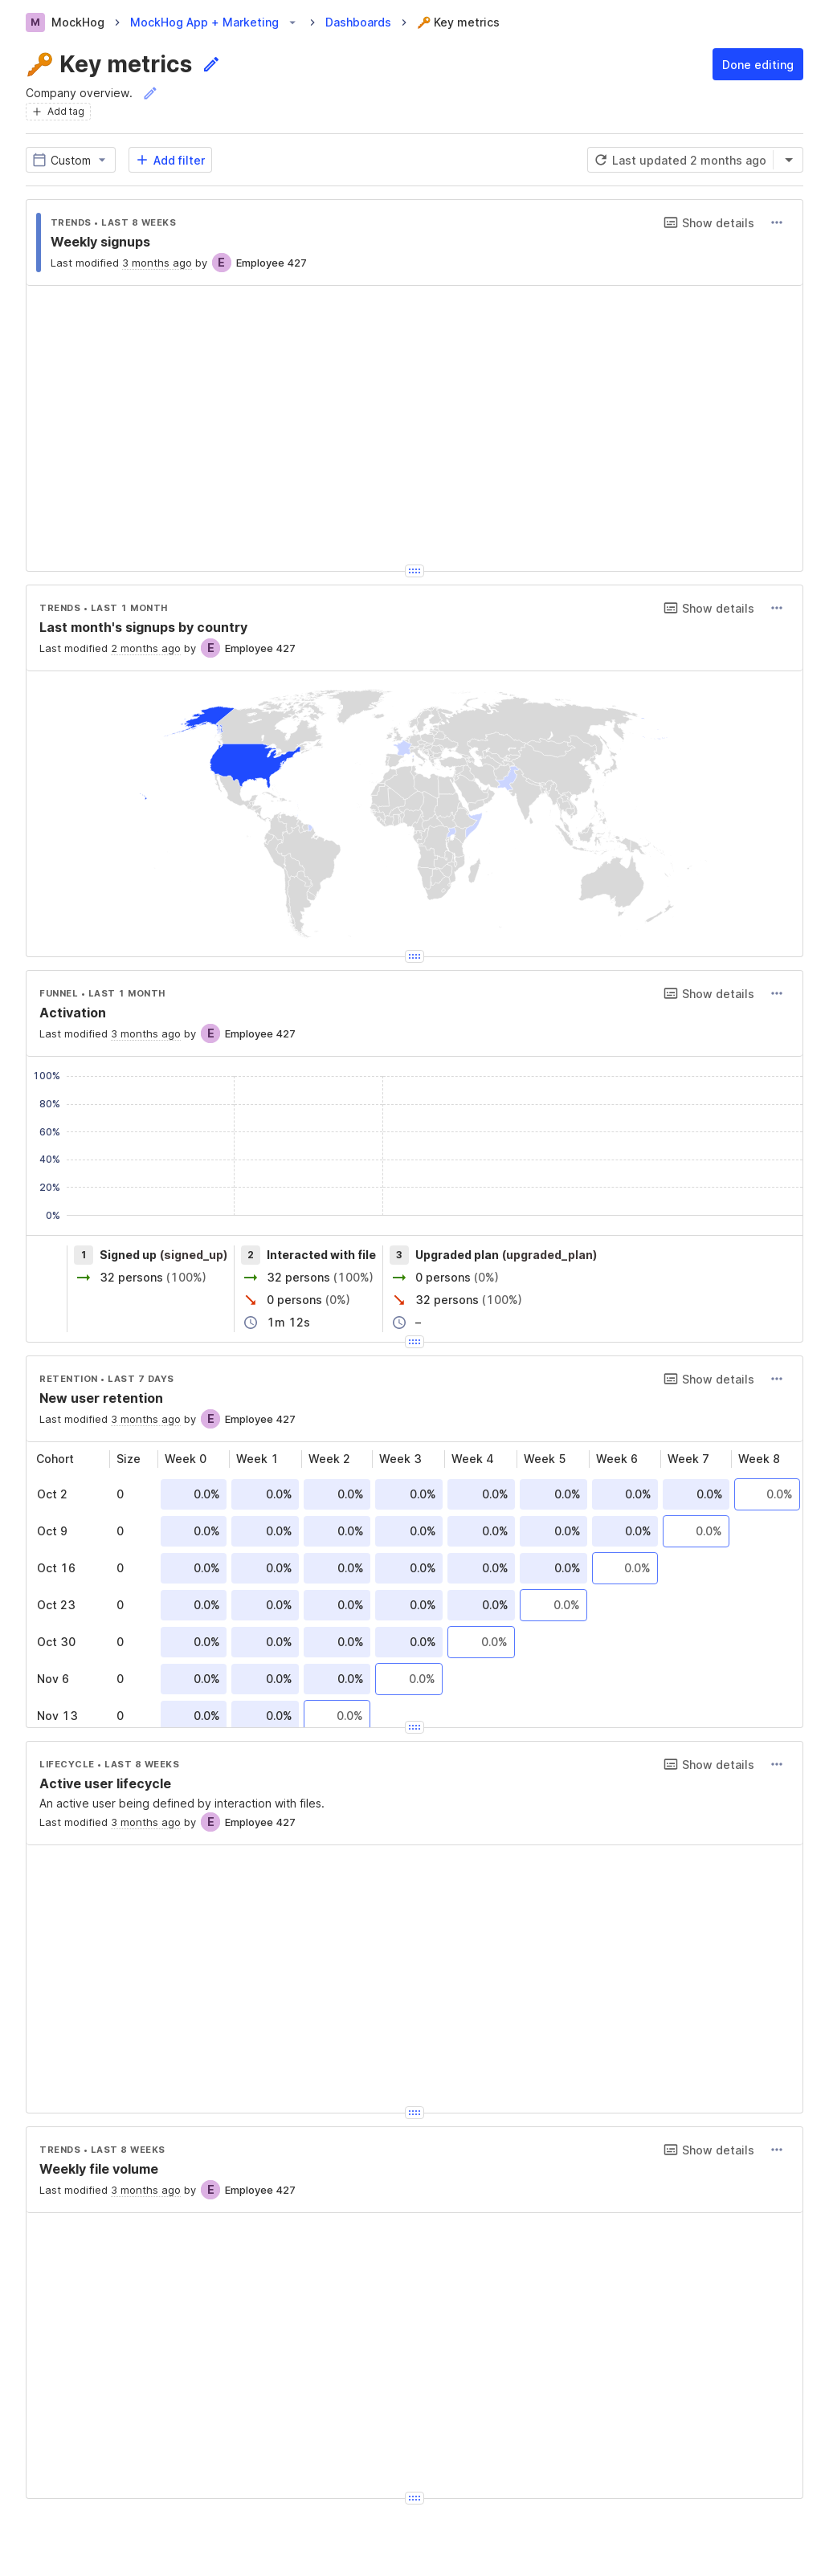 M MockHog MockHog App + Marketing Dashboards 🔑 Key metrics
🔑 Key metrics
Done editing
Company overview.
Add tag
Custom Add filter Last updated 2 months ago
TRENDS • LAST 8 WEEKS Show details
Weekly signups
Last modified 3 months ago by E Employee 427
TRENDS • LAST 1 MONTH Show details
Last month's signups by country
Last modified 2 months ago by E Employee 427
FUNNEL • LAST 1 MONTH Show details
Activation
Last modified 3 months ago by E Employee 427
100%
80%
60%
40%
20%
0%
1 Signed up (signed_up) 2 Interacted with file 3 Upgraded plan (upgraded_plan)
32 persons (100%) 32 persons (100%) 0 persons (0%)
0 persons (0%) 32 persons (100%)
1m 12s –
RETENTION • LAST 7 DAYS Show details
New user retention
Last modified 3 months ago by E Employee 427
Cohort Size Week 0 Week 1 Week 2 Week 3 Week 4 Week 5 Week 6 Week 7 Week 8
Oct 2 0 0.0% 0.0% 0.0% 0.0% 0.0% 0.0% 0.0% 0.0% 0.0%
Oct 9 0 0.0% 0.0% 0.0% 0.0% 0.0% 0.0% 0.0% 0.0%
Oct 16 0 0.0% 0.0% 0.0% 0.0% 0.0% 0.0% 0.0%
Oct 23 0 0.0% 0.0% 0.0% 0.0% 0.0% 0.0%
Oct 30 0 0.0% 0.0% 0.0% 0.0% 0.0%
Nov 6 0 0.0% 0.0% 0.0% 0.0%
Nov 13 0 0.0% 0.0% 0.0%
LIFECYCLE • LAST 8 WEEKS Show details
Active user lifecycle
An active user being defined by interaction with files.
Last modified 3 months ago by E Employee 427
TRENDS • LAST 8 WEEKS Show details
Weekly file volume
Last modified 3 months ago by E Employee 427